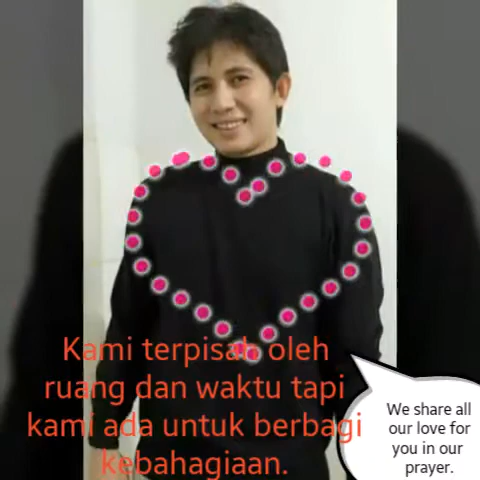 Kami terpisah oleh
ruang dan waktu tapi
kami ada untuk berbagi
kebahagiaan.
We share all
our love for
you in our
prayer.